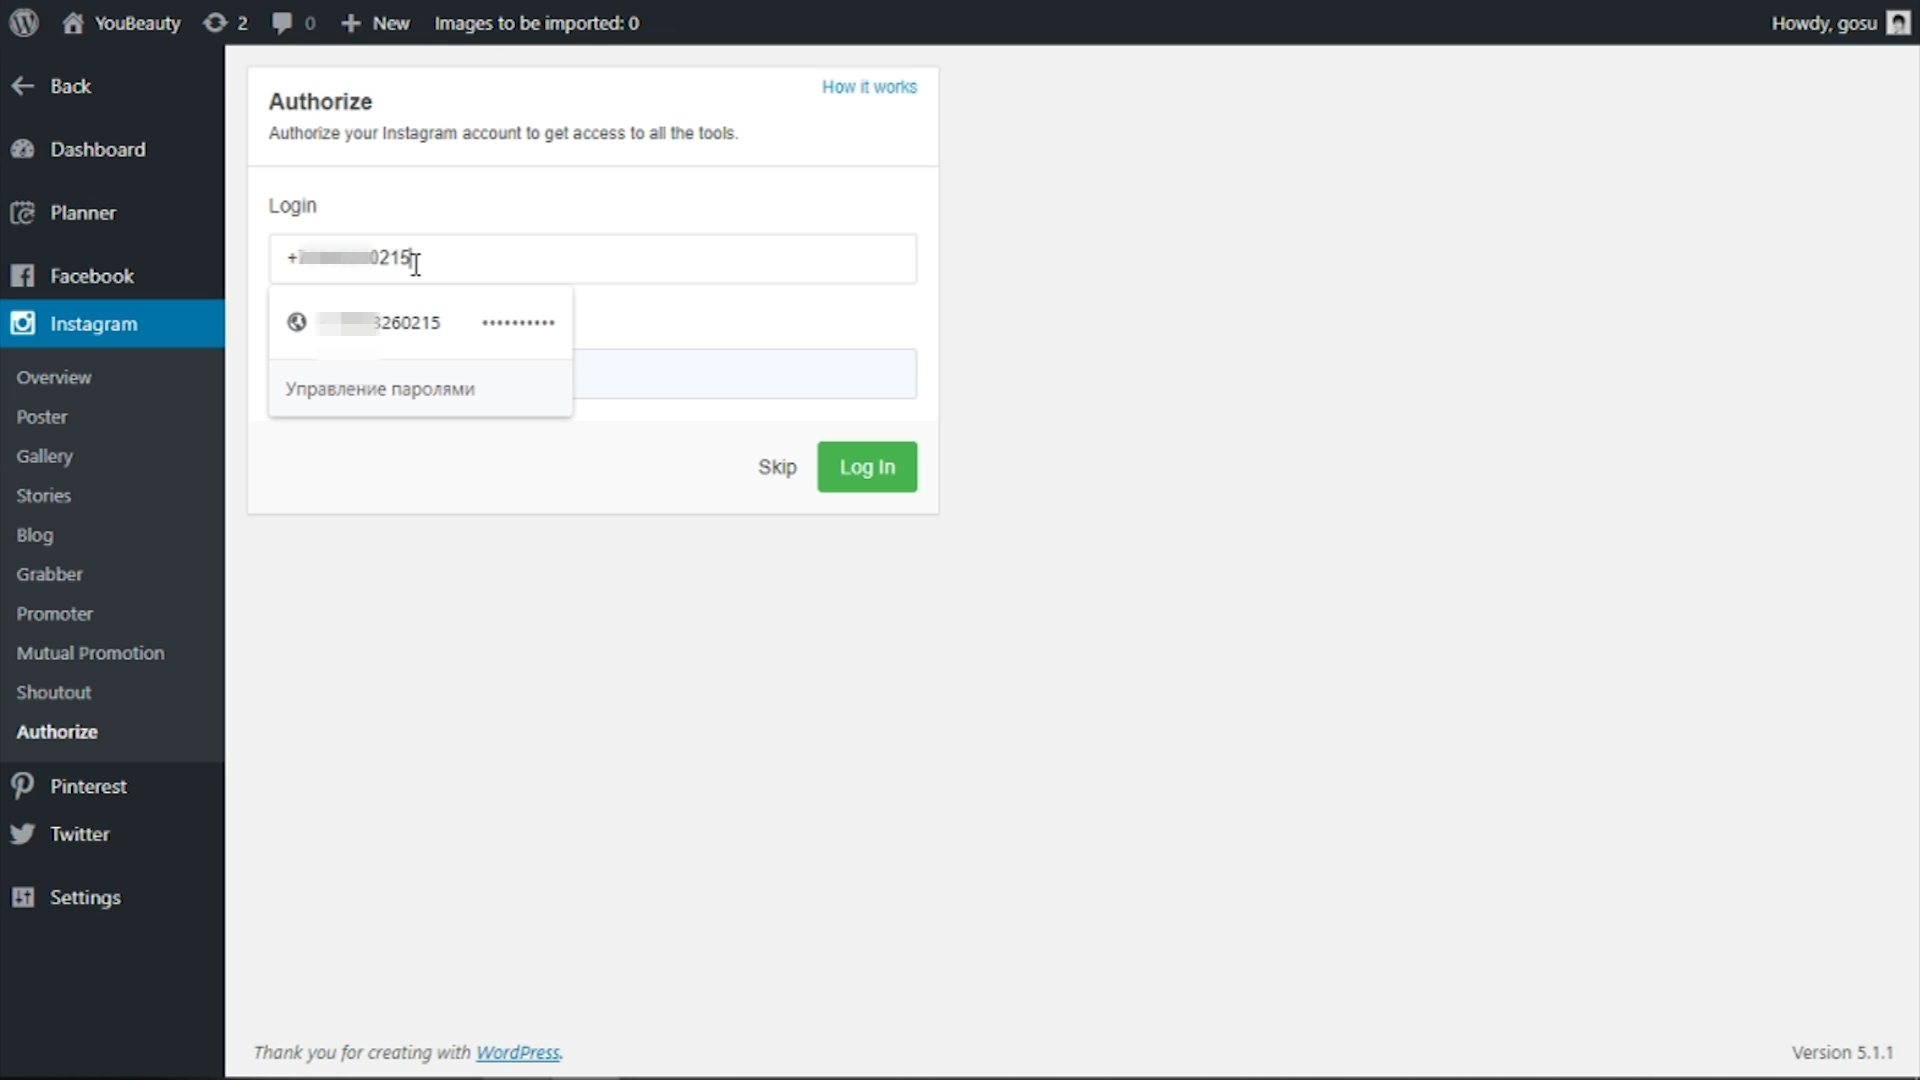 YouBeauty 2 0 New Images to be imported: 0 Howdy, gosu
Back
Dashboard
Planner
Facebook
Instagram
Overview
Poster
Gallery
Stories
Blog
Grabber
Promoter
Mutual Promotion
Shoutout
Authorize
Pinterest
Twitter
Settings
Authorize
How it works
Authorize your Instagram account to get access to all the tools.
Login
0215
260215 ••••••••••
Управление паролями
Skip
Log In
Thank you for creating with WordPress.
Version 5.1.1